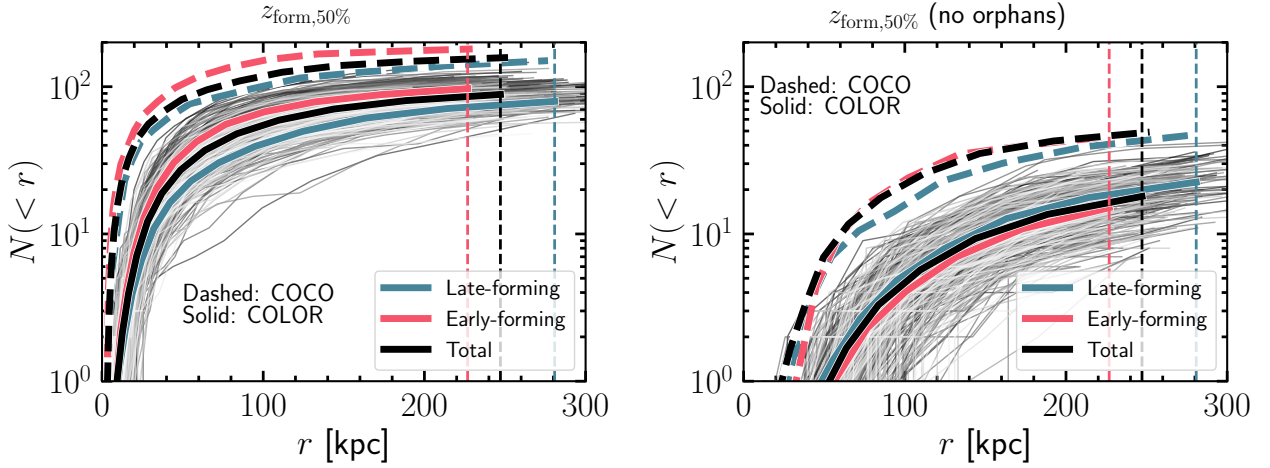 z_form,50%
N(< r)
10^2
10^1
10^0
Dashed: COCO
Solid: COLOR
Late-forming
Early-forming
Total
0 100 200 300
r [kpc]
z_form,50% (no orphans)
N(< r)
10^2
10^1
10^0
Dashed: COCO
Solid: COLOR
Late-forming
Early-forming
Total
0 100 200 300
r [kpc]